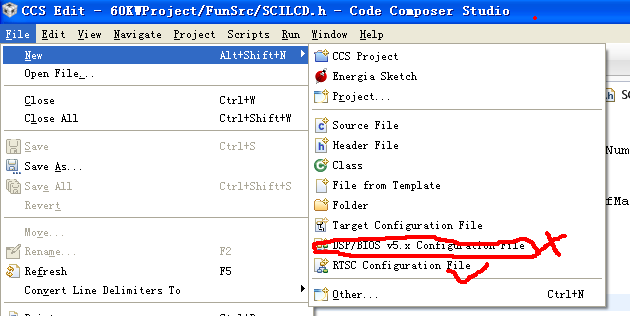 CCS Edit - 60KWProject/FunSrc/SCILCD.h - Code Composer Studio
File Edit View Navigate Project Scripts Run Window Help
New Alt+Shift+N
Open File...
Close Ctrl+W
Close All Ctrl+Shift+W
Save Ctrl+S
Save As...
Save All Ctrl+Shift+S
Revert
Move...
Rename... F2
Refresh F5
Convert Line Delimiters To
CCS Project
Energia Sketch
Project...
Source File
Header File
Class
File from Template
Folder
Target Configuration File
DSP/BIOS v5.x Configuration File
RTSC Configuration File
Other... Ctrl+N
Num
fMa